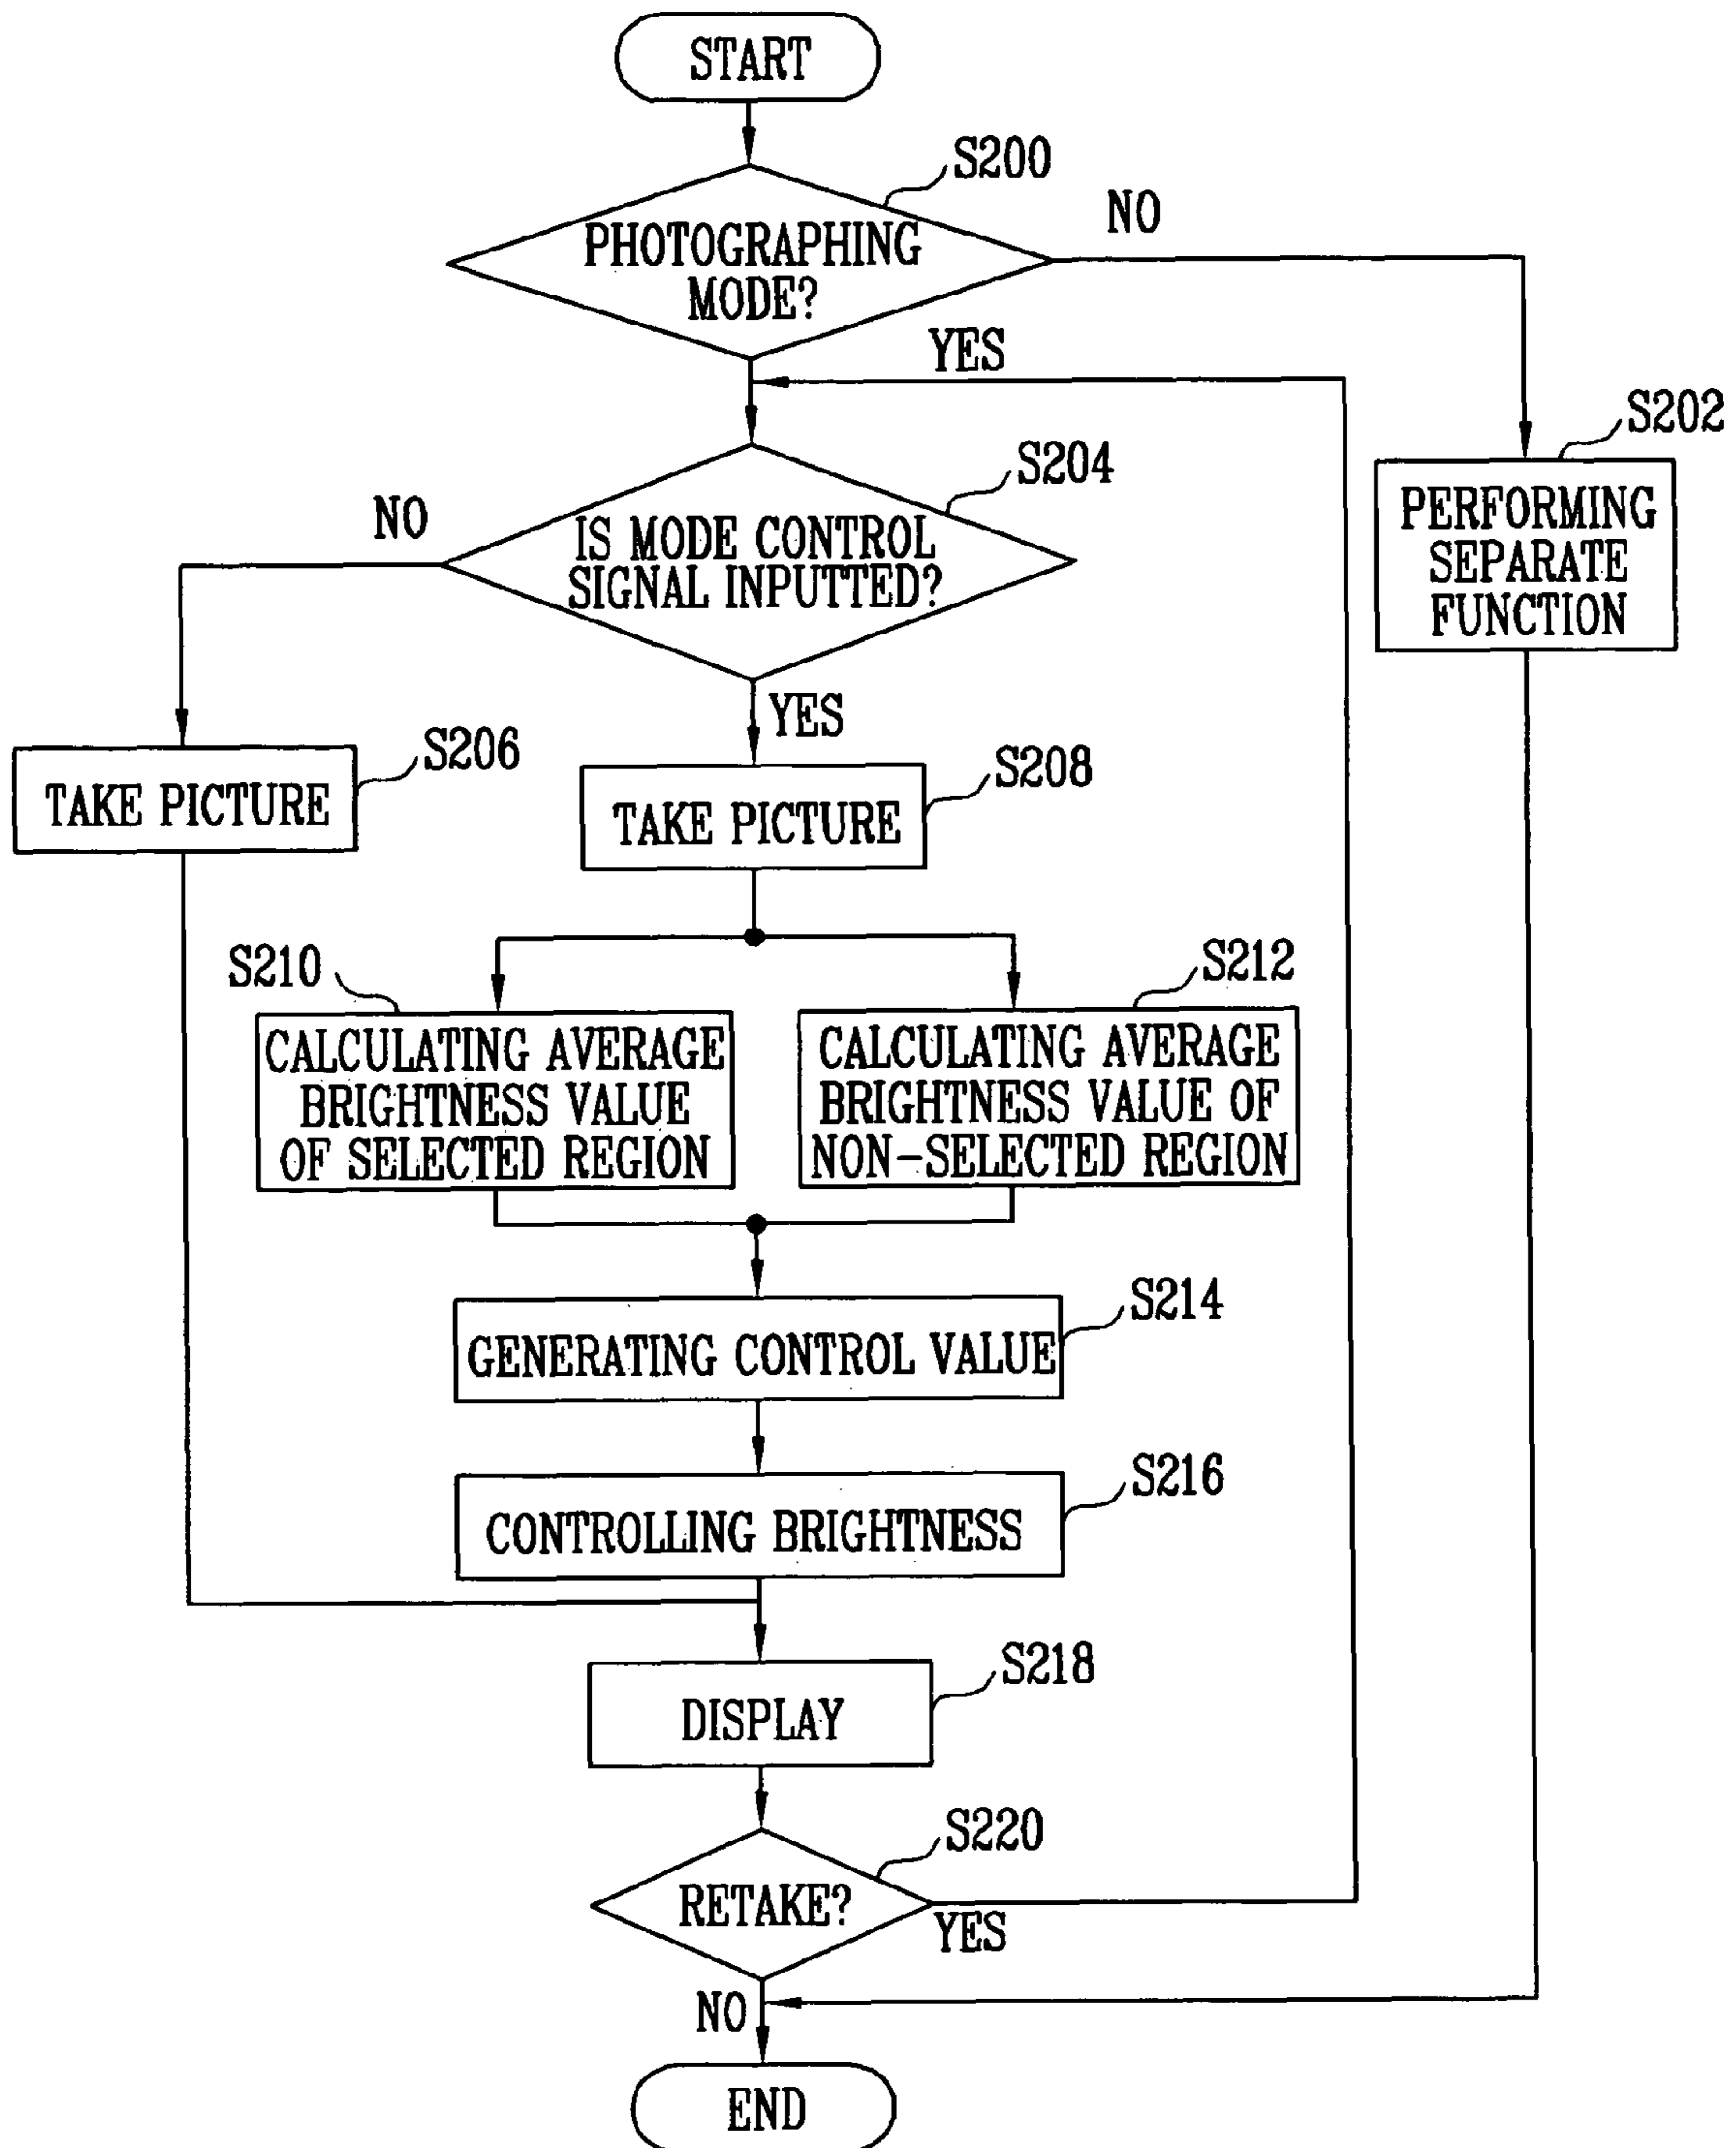 START
S200
NO
PHOTOGRAPHING
MODE?
YES
S202
PERFORMING
SEPARATE
FUNCTION
S204
NO
IS MODE CONTROL
SIGNAL INPUTTED?
YES
S206
TAKE PICTURE
S208
TAKE PICTURE
S210
CALCULATING AVERAGE
BRIGHTNESS VALUE
OF SELECTED REGION
S212
CALCULATING AVERAGE
BRIGHTNESS VALUE OF
NON-SELECTED REGION
S214
GENERATING CONTROL VALUE
S216
CONTROLLING BRIGHTNESS
S218
DISPLAY
S220
RETAKE?
YES
NO
END